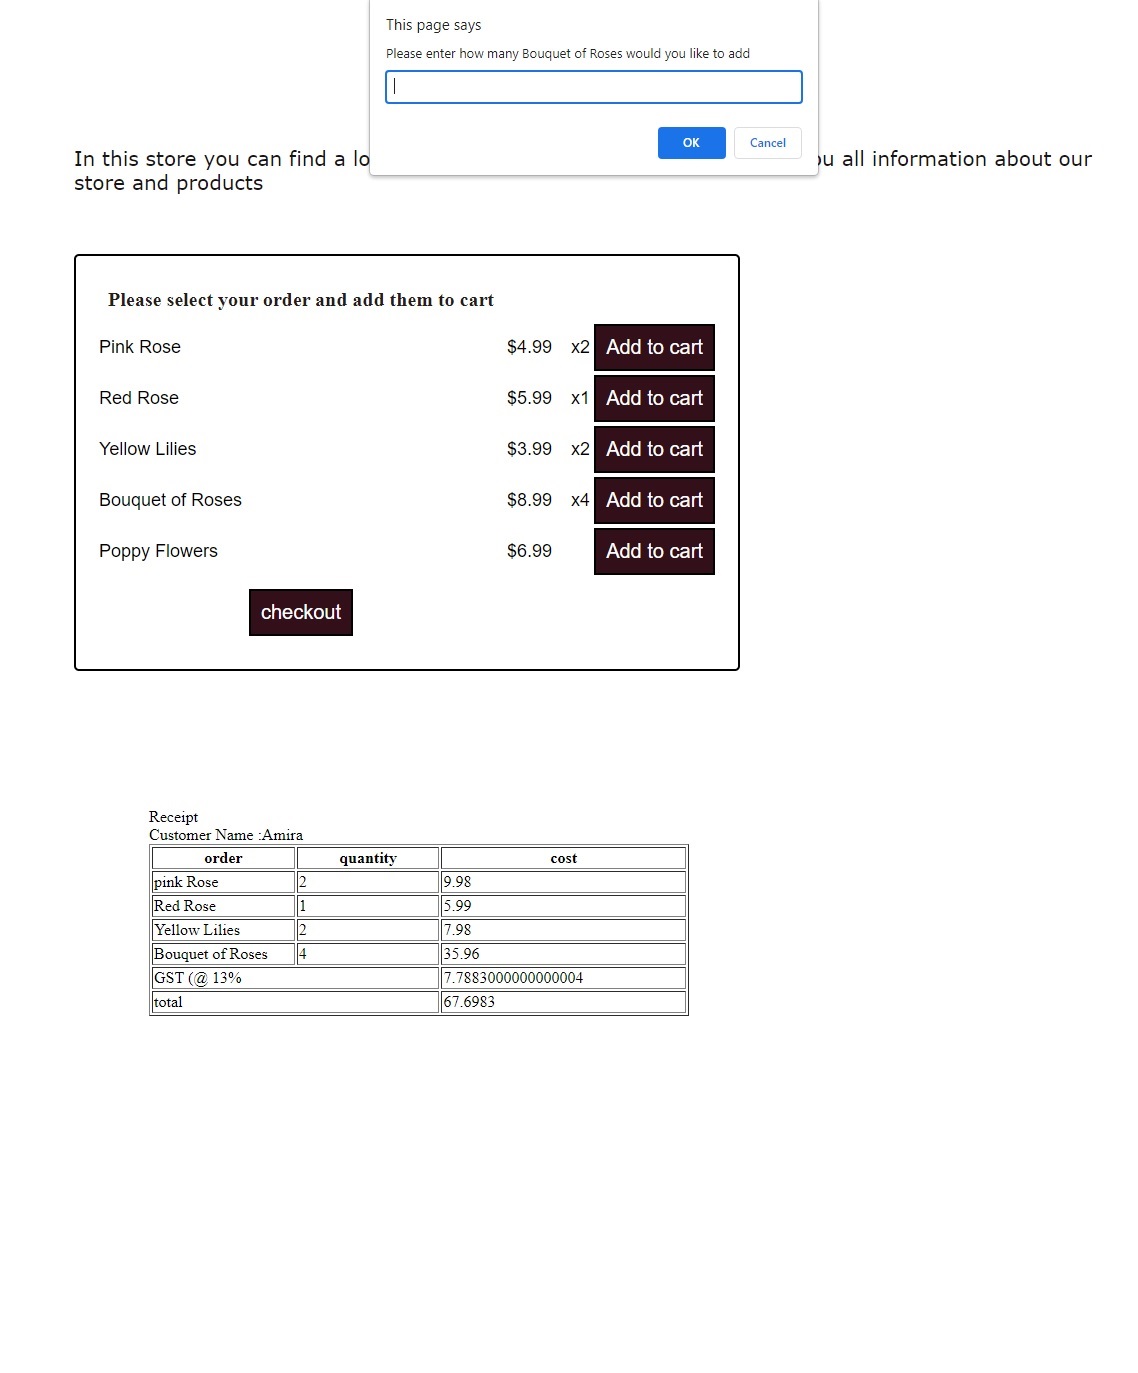 This page says
Please enter how many Bouquet of Roses would you like to add
OK Cancel
In this store you can find a lo
u all information about our
store and products
Please select your order and add them to cart
Pink Rose $4.99 x2 Add to cart
Red Rose $5.99 x1 Add to cart
Yellow Lilies $3.99 x2 Add to cart
Bouquet of Roses $8.99 x4 Add to cart
Poppy Flowers $6.99 Add to cart
checkout
Receipt
Customer Name :Amira
order quantity cost
pink Rose 2 9.98
Red Rose 1 5.99
Yellow Lilies 2 7.98
Bouquet of Roses 4 35.96
GST (@ 13% 7.7883000000000004
total 67.6983